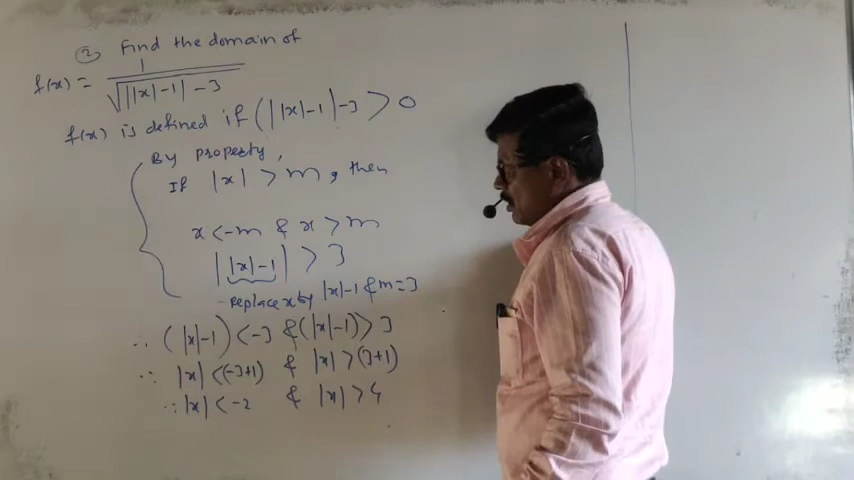 ② Find the domain of
f(x) = 1 / √(||x|-1| - 3)
f(x) is defined if (||x|-1|-3 > 0
By property,
If |x| > m, then
x < -m & x > m
||x|-1| > 3
replace x by |x|-1 & m = 3
∴ (|x|-1) < -3 & (|x|-1) > 3
∵ |x| < (-3+1) & |x| > (3+1)
∴ |x| < -2 & |x| > 4